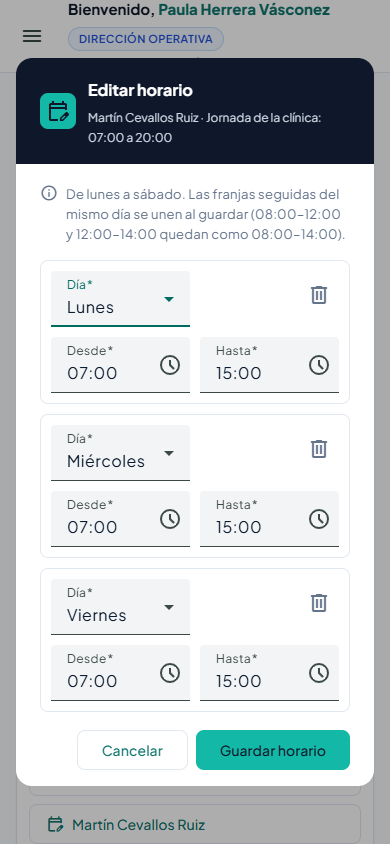 Bienvenido, Paula Herrera Vásconez
DIRECCIÓN OPERATIVA
Editar horario
Martín Cevallos Ruiz · Jornada de la clínica:
07:00 a 20:00
De lunes a sábado. Las franjas seguidas del
mismo día se unen al guardar (08:00–12:00
y 12:00–14:00 quedan como 08:00–14:00).
Día*
Lunes
Desde*
07:00
Hasta*
15:00
Día*
Miércoles
Desde*
07:00
Hasta*
15:00
Día*
Viernes
Desde*
07:00
Hasta*
15:00
Cancelar
Guardar horario
Martín Cevallos Ruiz